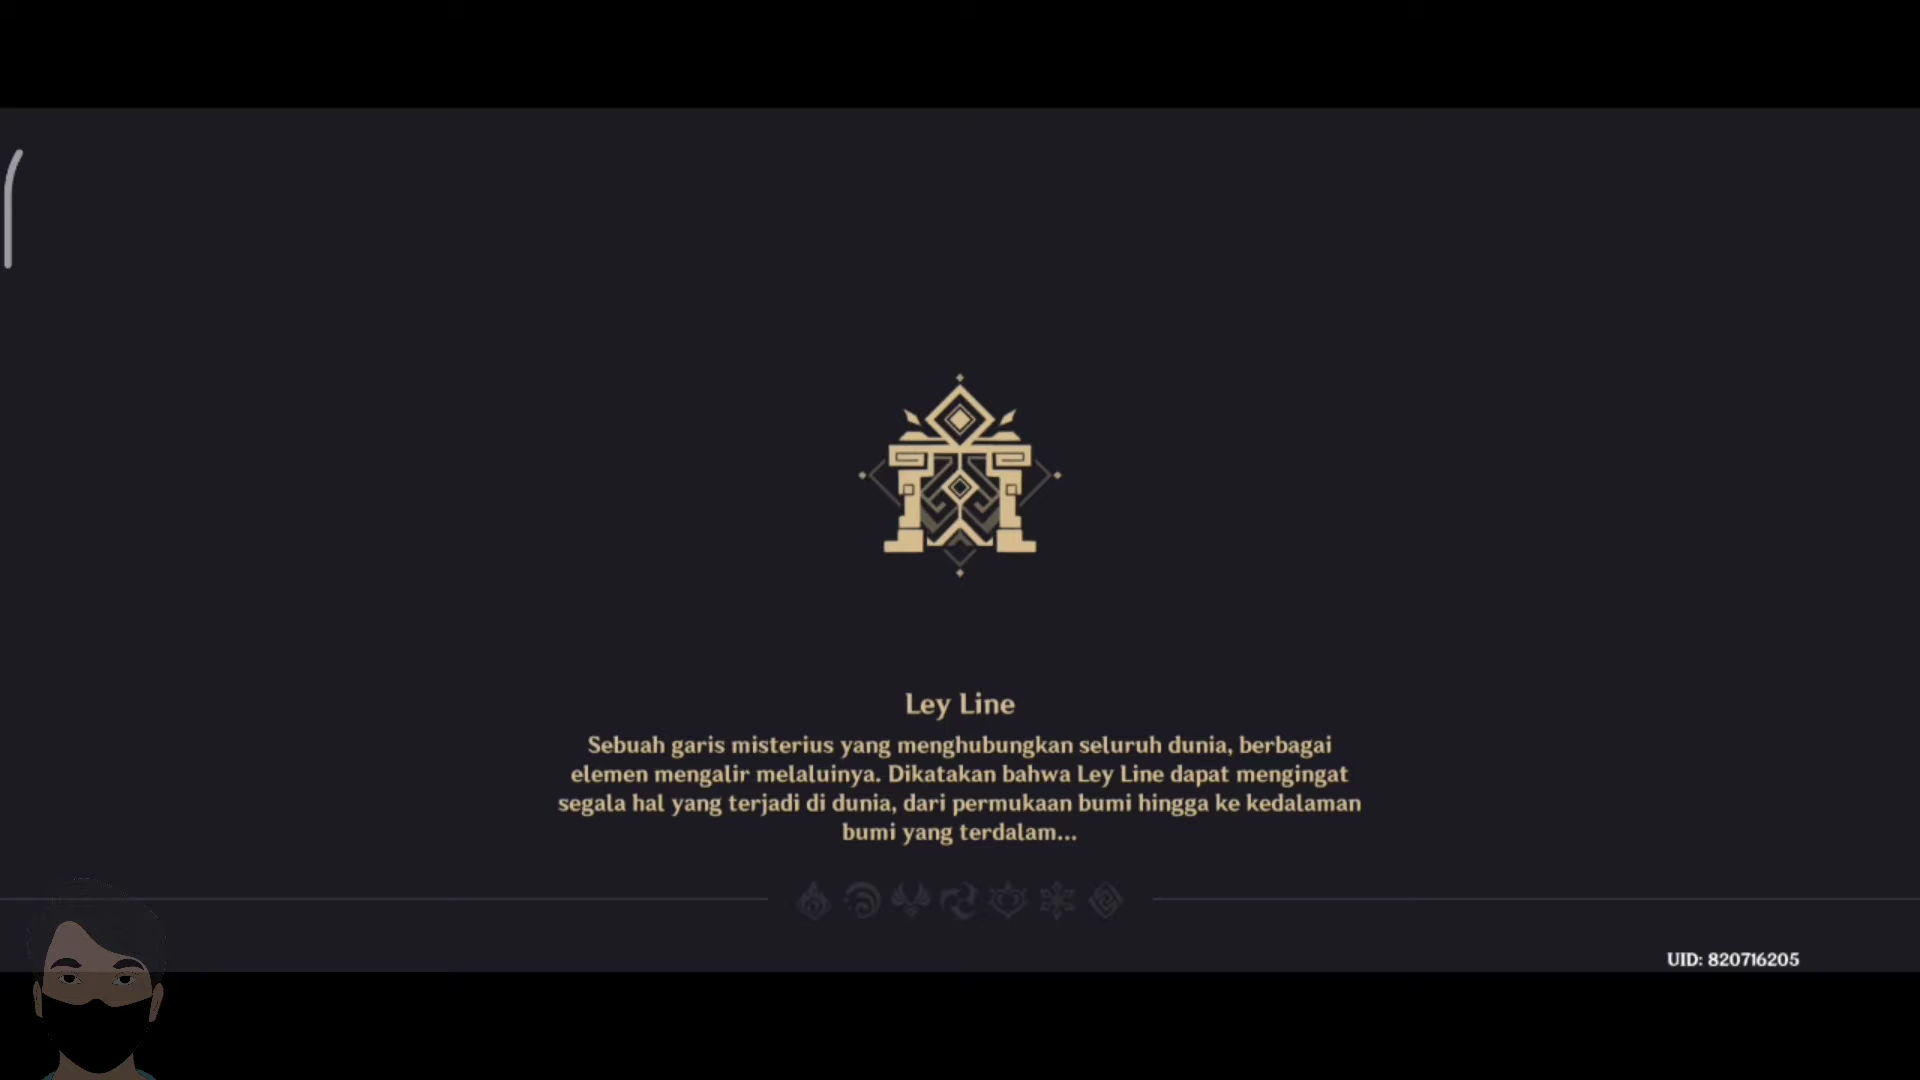 Ley Line
Sebuah garis misterius yang menghubungkan seluruh dunia, berbagai
elemen mengalir melaluinya. Dikatakan bahwa Ley Line dapat mengingat
segala hal yang terjadi di dunia, dari permukaan bumi hingga ke kedalaman
bumi yang terdalam...
UID: 820716205